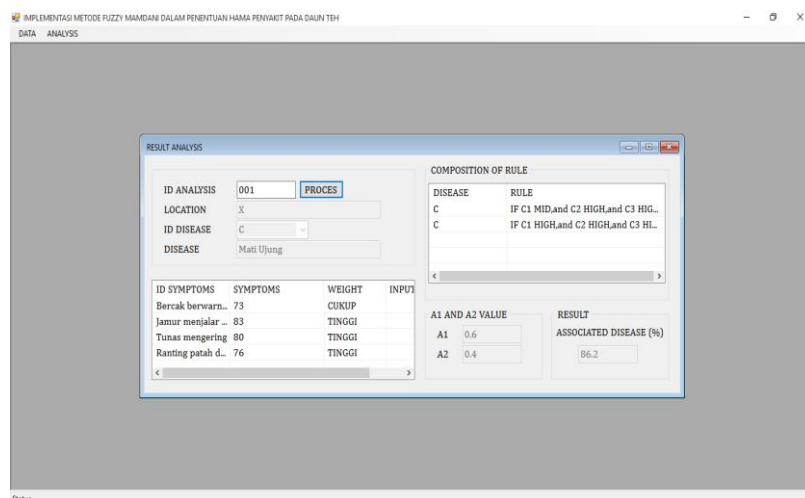 IMPLEMENTASI METODE FUZZY MAMDANI DALAM PENENTUAN HAMA PENYAKIT PADA DAUN TEH
DATA ANALYSIS
RESULT ANALYSIS
ID ANALYSIS 001 PROCES
LOCATION X
ID DISEASE C
DISEASE Mati Ujung
ID SYMPTOMS SYMPTOMS WEIGHT INPUT
Bercak berwarn... 73 CUKUP
Jamur menjalar ... 83 TINGGI
Tunas mengering 80 TINGGI
Ranting patah d... 76 TINGGI
COMPOSITION OF RULE
DISEASE RULE
C IF C1 MID,and C2 HIGH,and C3 HIG...
C IF C1 HIGH,and C2 HIGH,and C3 HI...
A1 AND A2 VALUE
A1 0.6
A2 0.4
RESULT
ASSOCIATED DISEASE (%)
86.2